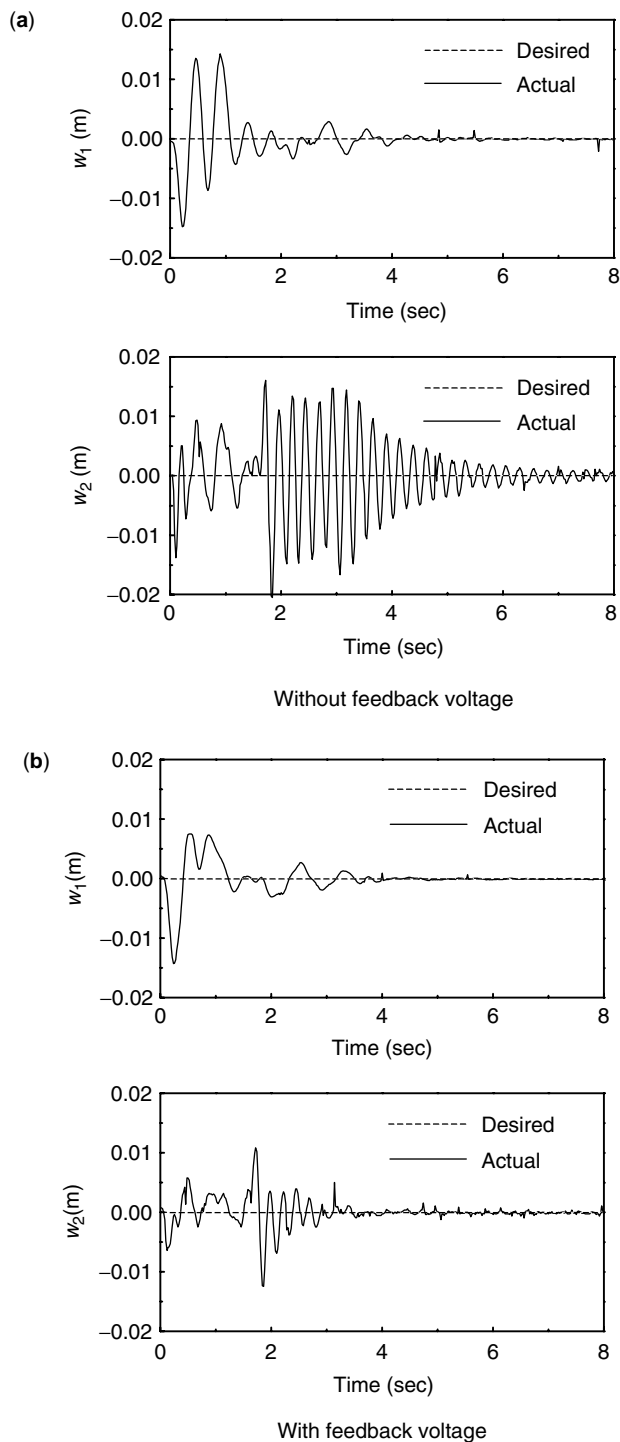 (a)
0.02
0.01
0.00
−0.01
−0.02
w1 (m)
Desired
Actual
0 2 4 6 8
Time (sec)
0.02
0.01
0.00
−0.01
−0.02
w2 (m)
Desired
Actual
0 2 4 6 8
Time (sec)
Without feedback voltage
(b)
0.02
0.01
0.00
−0.01
−0.02
w1 (m)
Desired
Actual
0 2 4 6 8
Time (sec)
0.02
0.01
0.00
−0.01
−0.02
w2(m)
Desired
Actual
0 2 4 6 8
Time (sec)
With feedback voltage